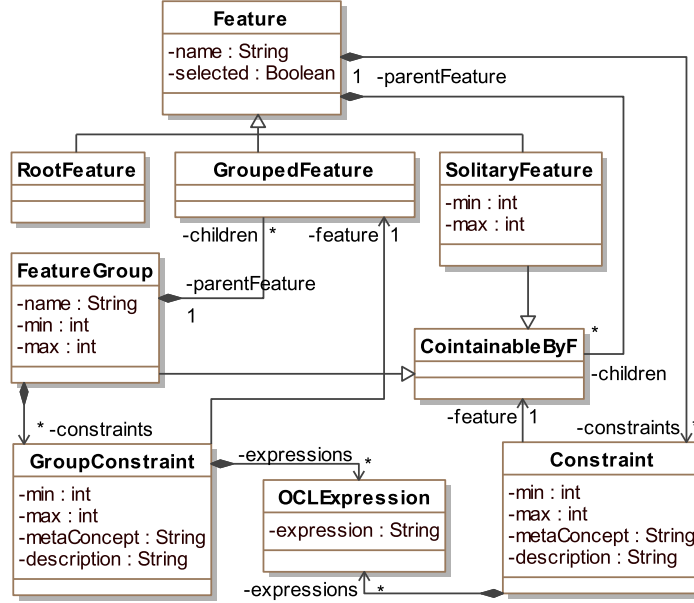 Feature
-name : String
-selected : Boolean
1 -parentFeature
RootFeature
GroupedFeature
SolitaryFeature
-min : int
-max : int
-children * -feature 1
FeatureGroup
-name : String
-min : int
-max : int
-parentFeature
1
CointainableByF
*
-children
-feature 1
* -constraints
-constraints *
GroupConstraint
-min : int
-max : int
-metaConcept : String
-description : String
-expressions *
OCLExpression
-expression : String
Constraint
-min : int
-max : int
-metaConcept : String
-description : String
-expressions *